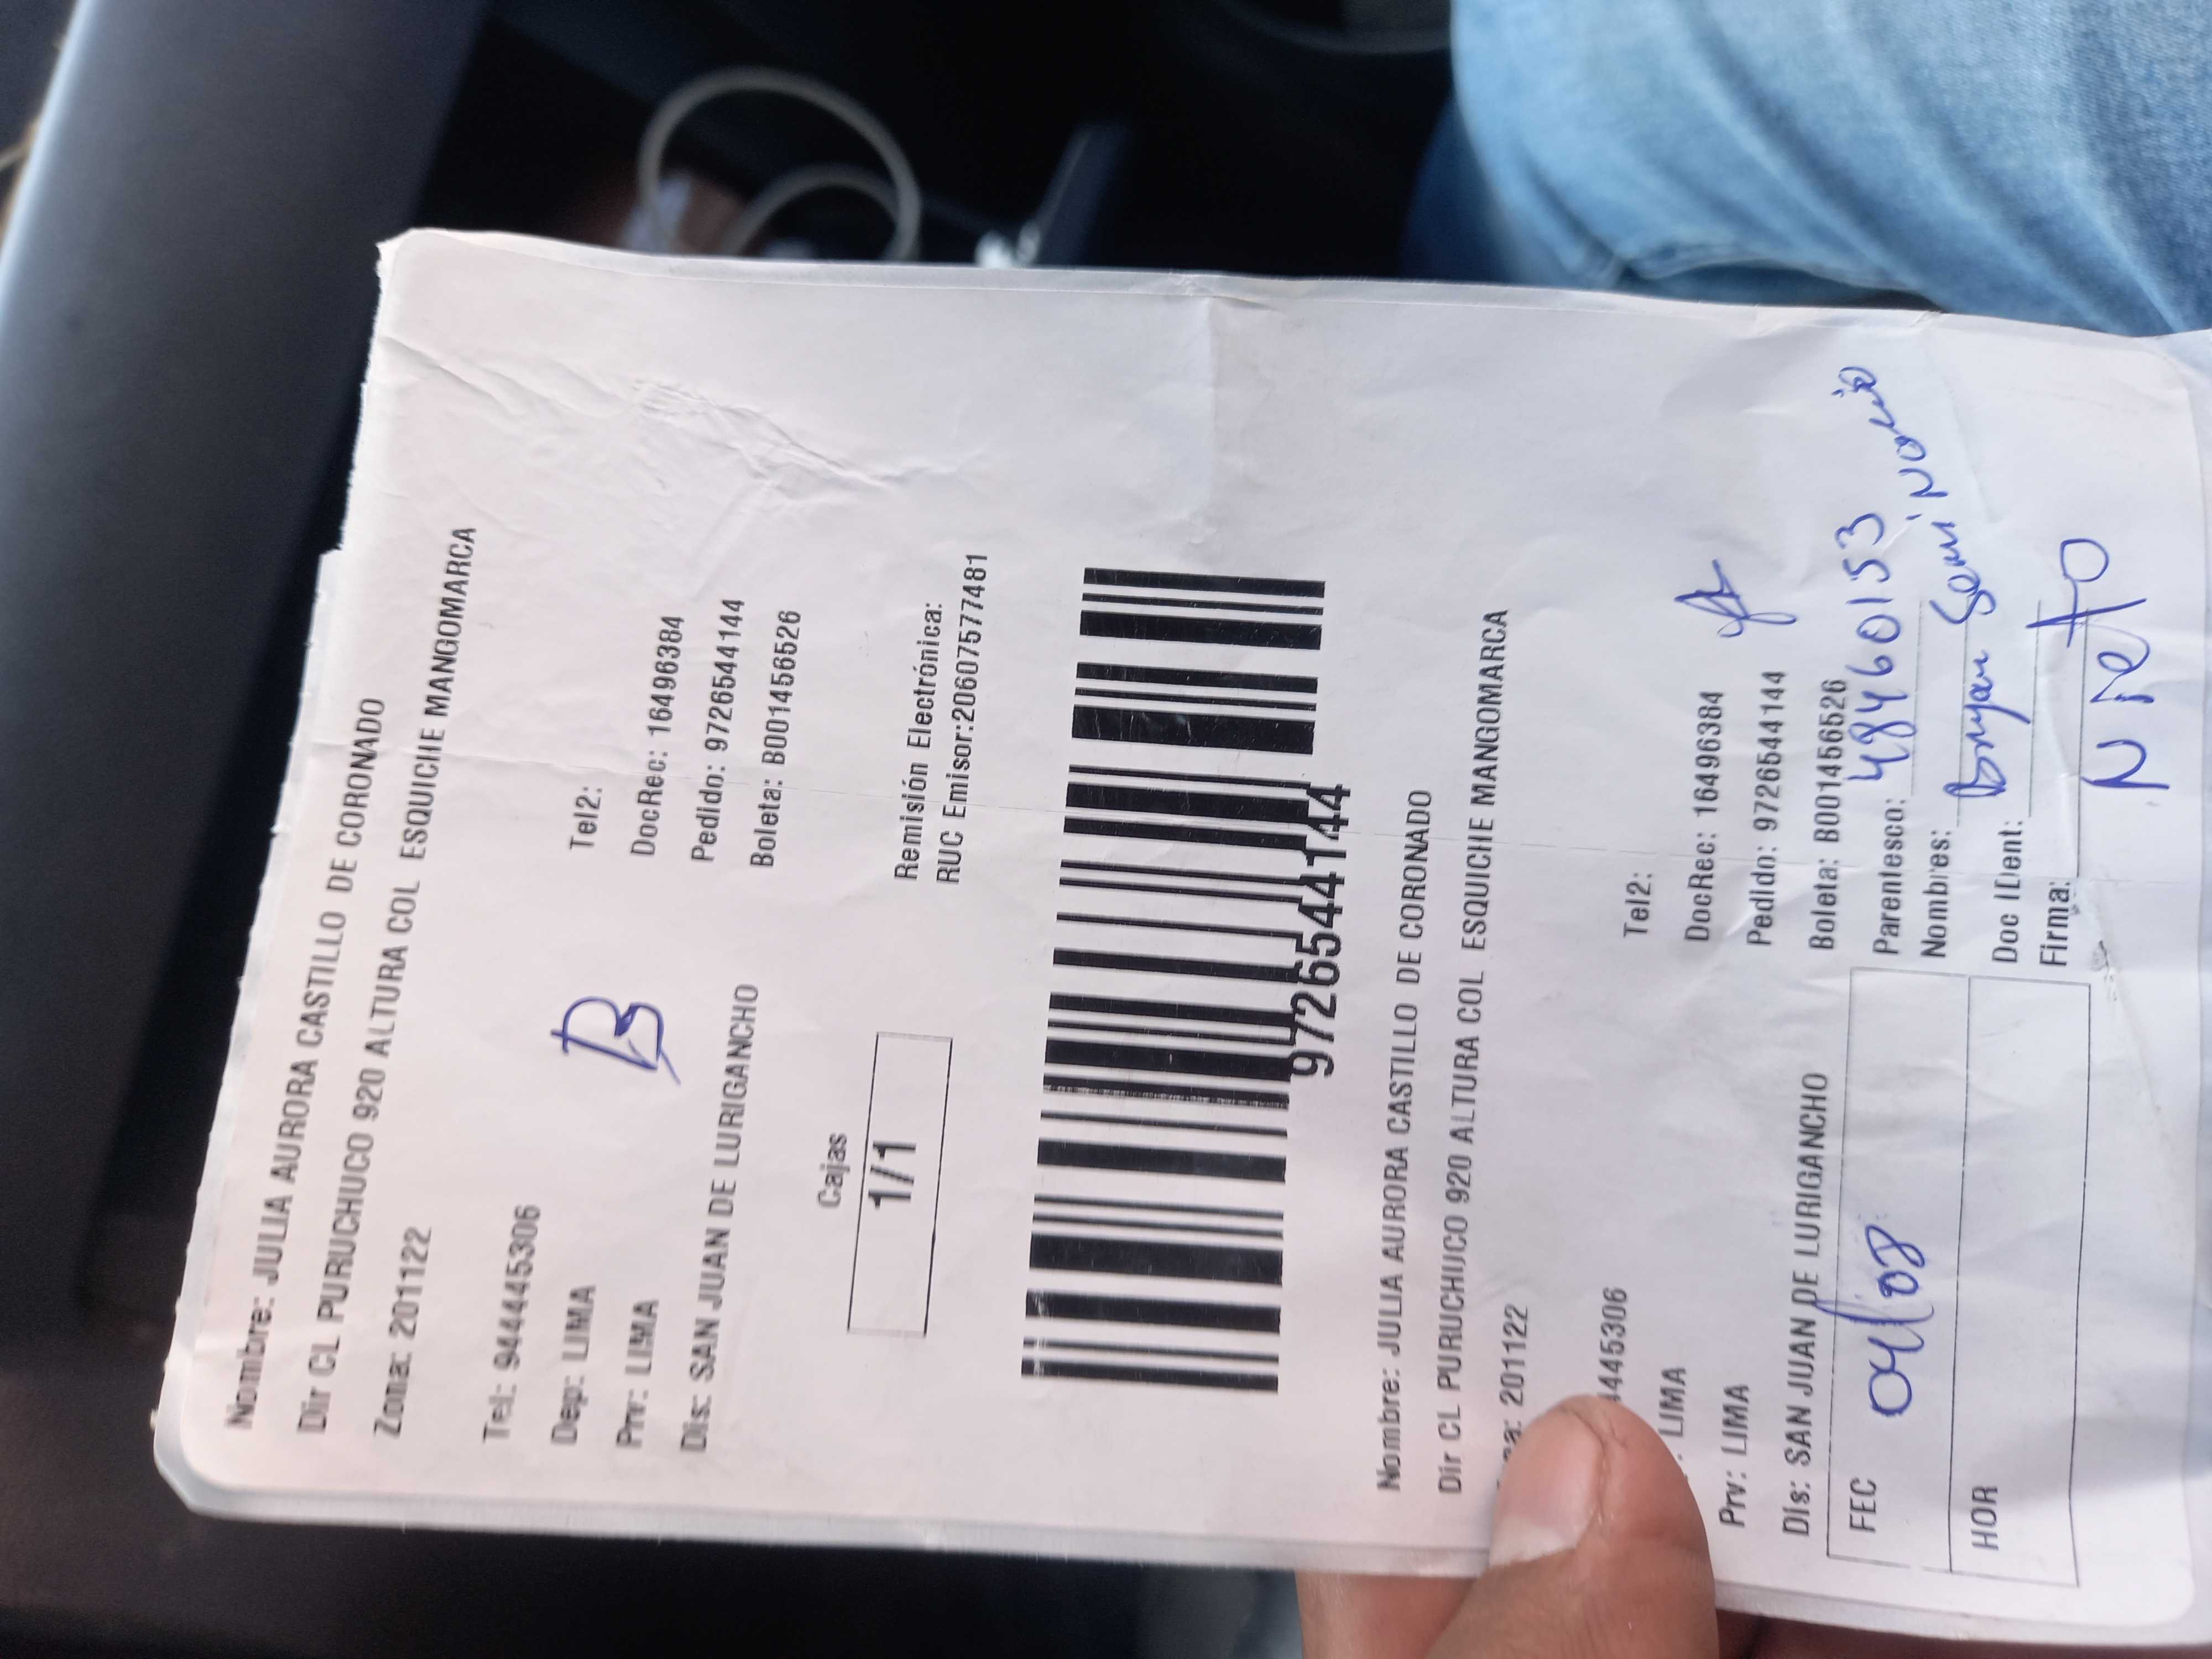 Nombre: JULIA AURORA CASTILLO DE CORONADO
Dir CL PURUCHUCO 920 ALTURA COL ESQUICHE MANGOMARCA
Zona: 201122
Tel: 944445306 Tel2:
Dep: LIMA DocRec: 16496384
Prv: LIMA Pedido: 9726544144
Dis: SAN JUAN DE LURIGANCHO Boleta: B001456526
B
Cajas
1/1
Remisión Electrónica:
RUC Emisor:20607577481
9726544144
Nombre: JULIA AURORA CASTILLO DE CORONADO
Dir CL PURUCHUCO 920 ALTURA COL ESQUICHE MANGOMARCA
201122
445306 Tel2:
LIMA DocRec: 16496384
Prv: LIMA Pedido: 9726544144
Dis: SAN JUAN DE LURIGANCHO Boleta: B001456526
FEC 04/08 Parentesco: 48460153
Nombres: Brayan
HOR Doc IDent:
Firma: Nieto